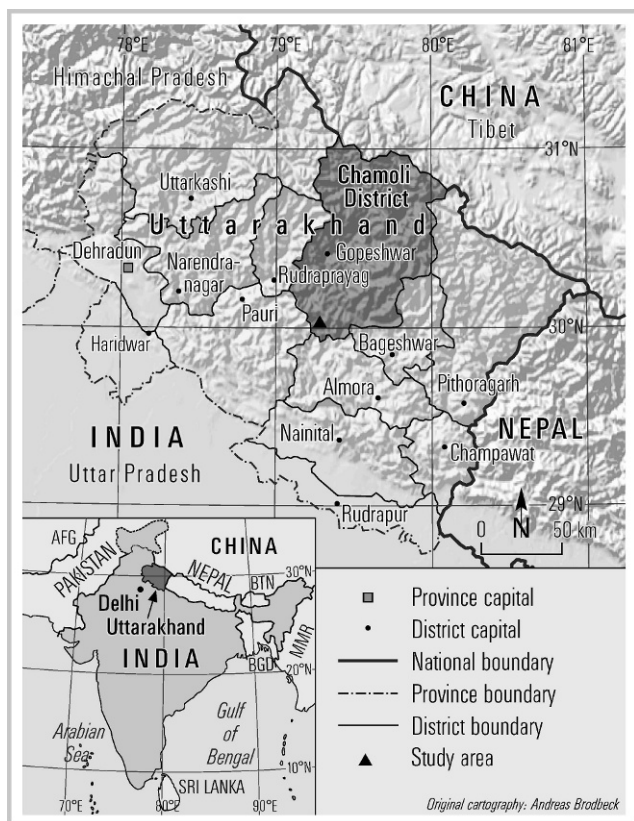 78°E
79°E
80°E
81°E
Himachal Pradesh
CHINA
Tibet
31°N
Uttarkashi
Chamoli
District
Uttarakhand
Gopeshwar
Dehradun
Narendra-
nagar
Rudraprayag
Pauri
30°N
Haridwar
Bageshwar
Almora
Pithoragarh
INDIA
Uttar Pradesh
Nainital
NEPAL
Champawat
Rudrapur
29°N
N
0 50 km
AFG
PAKISTAN
CHINA
NEPAL
BTN
30°N
Delhi
Uttarakhand
INDIA
BGD
MMR
20°N
Arabian
Sea
Gulf
of
Bengal
SRI LANKA
10°N
70°E
80°E
90°E
Province capital
District capital
National boundary
Province boundary
District boundary
Study area
Original cartography: Andreas Brodbeck